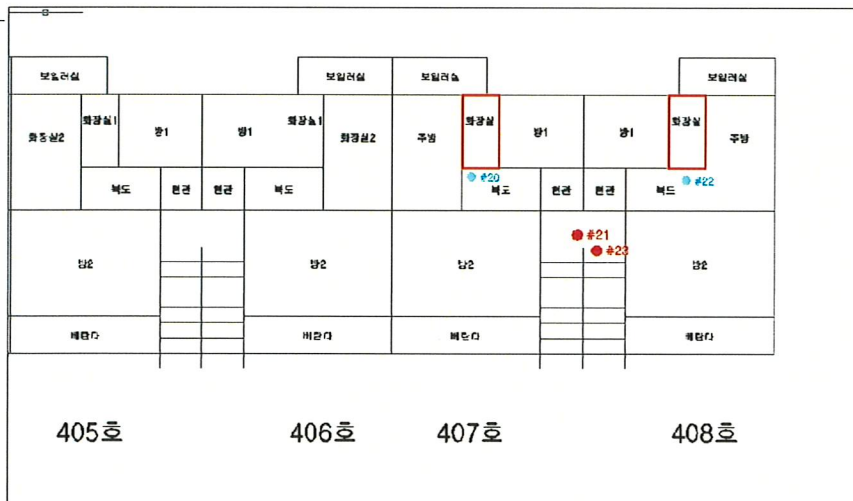 보일러실 보일러실 보일러실 보일러실
화장실2 화장실1 방1 방1 화장실1 화장실2 주방 화장실 방1 방1 화장실 주방
#20 #22
복도 현관 현관 복도 복도 현관 현관 복도
#21
#23
방2 방2 방2 방2
베란다 베란다 베란다 베란다
405호 406호 407호 408호